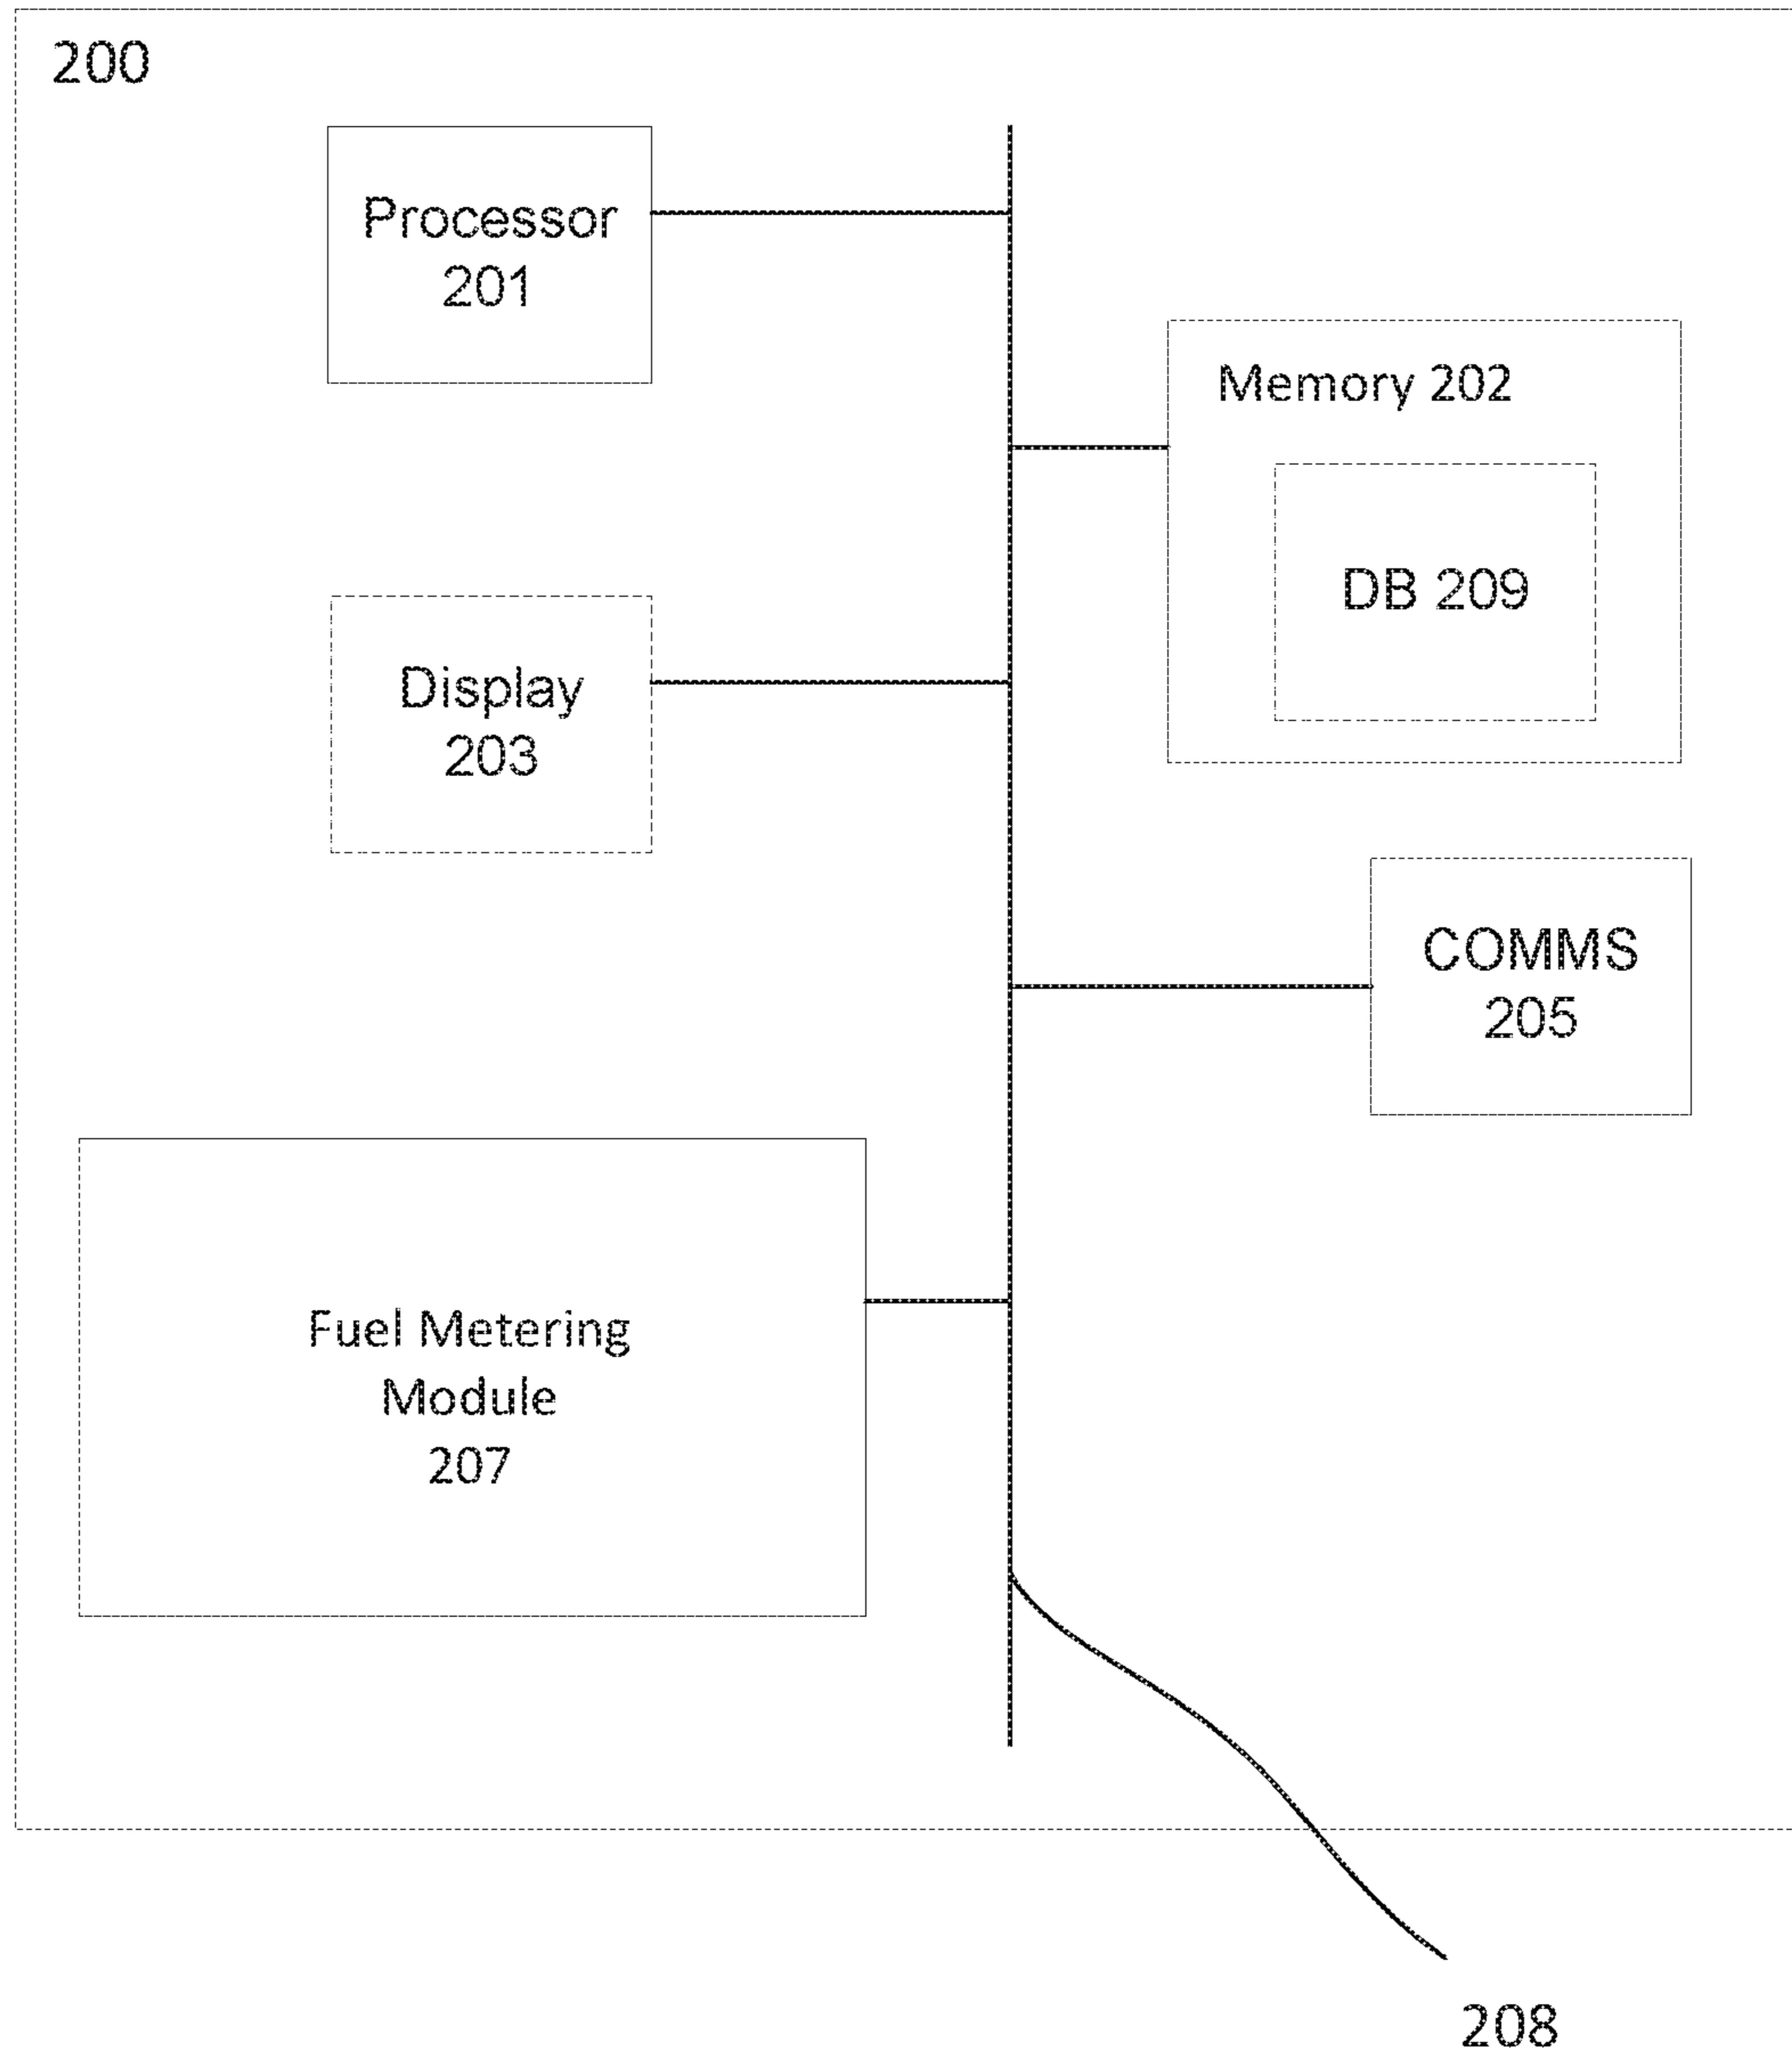 200
Processor
201
Memory 202
DB 209
Display
203
COMMS
205
Fuel Metering
Module
207
208